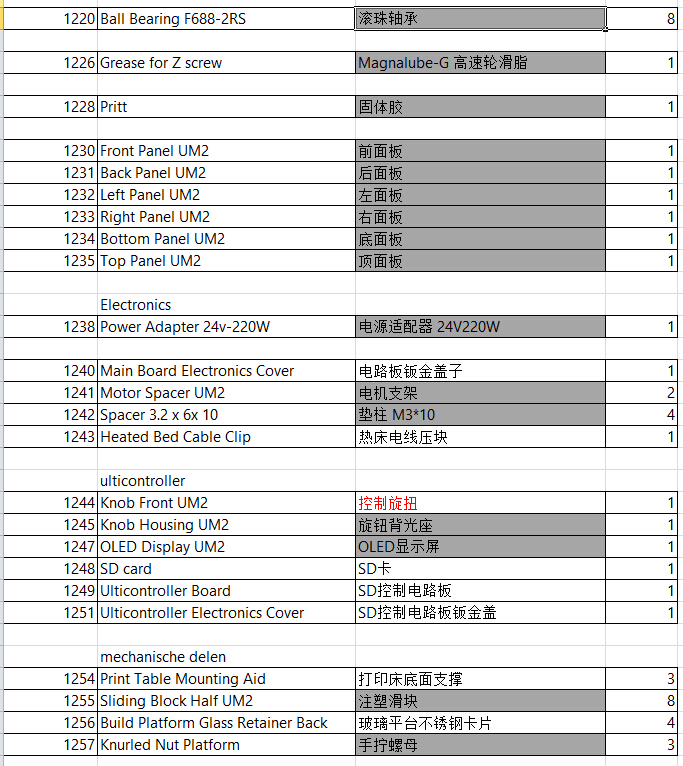 1220 Ball Bearing F688-2RS 滚珠轴承 8
1226 Grease for Z screw Magnalube-G 高速轮滑脂 1
1228 Pritt 固体胶 1
1230 Front Panel UM2 前面板 1
1231 Back Panel UM2 后面板 1
1232 Left Panel UM2 左面板 1
1233 Right Panel UM2 右面板 1
1234 Bottom Panel UM2 底面板 1
1235 Top Panel UM2 顶面板 1
Electronics
1238 Power Adapter 24v-220W 电源适配器 24V220W 1
1240 Main Board Electronics Cover 电路板钣金盖子 1
1241 Motor Spacer UM2 电机支架 2
1242 Spacer 3.2 x 6x 10 垫柱 M3*10 4
1243 Heated Bed Cable Clip 热床电线压块 1
ulticontroller
1244 Knob Front UM2 控制旋扭 1
1245 Knob Housing UM2 旋钮背光座 1
1247 OLED Display UM2 OLED显示屏 1
1248 SD card SD卡 1
1249 Ulticontroller Board SD控制电路板 1
1251 Ulticontroller Electronics Cover SD控制电路板钣金盖 1
mechanische delen
1254 Print Table Mounting Aid 打印床底面支撑 3
1255 Sliding Block Half UM2 注塑滑块 8
1256 Build Platform Glass Retainer Back 玻璃平台不锈钢卡片 4
1257 Knurled Nut Platform 手拧螺母 3